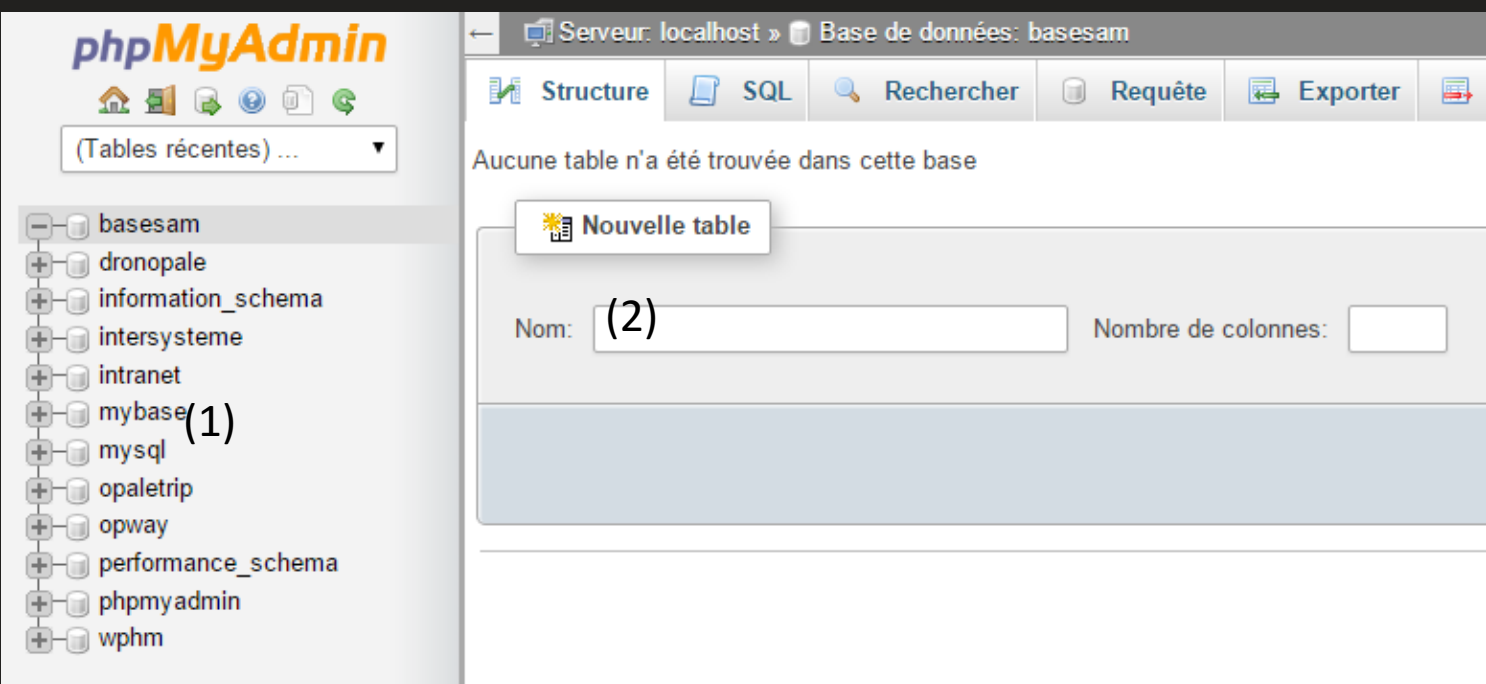 phpMyAdmin
(Tables récentes) ...
basesam
dronopale
information_schema
intersysteme
intranet
mybase
(1)
mysql
opaletrip
opway
performance_schema
phpmyadmin
wphm
← Serveur: localhost » Base de données: basesam
Structure SQL Rechercher Requête Exporter
Aucune table n'a été trouvée dans cette base
Nouvelle table
Nom: (2) Nombre de colonnes: